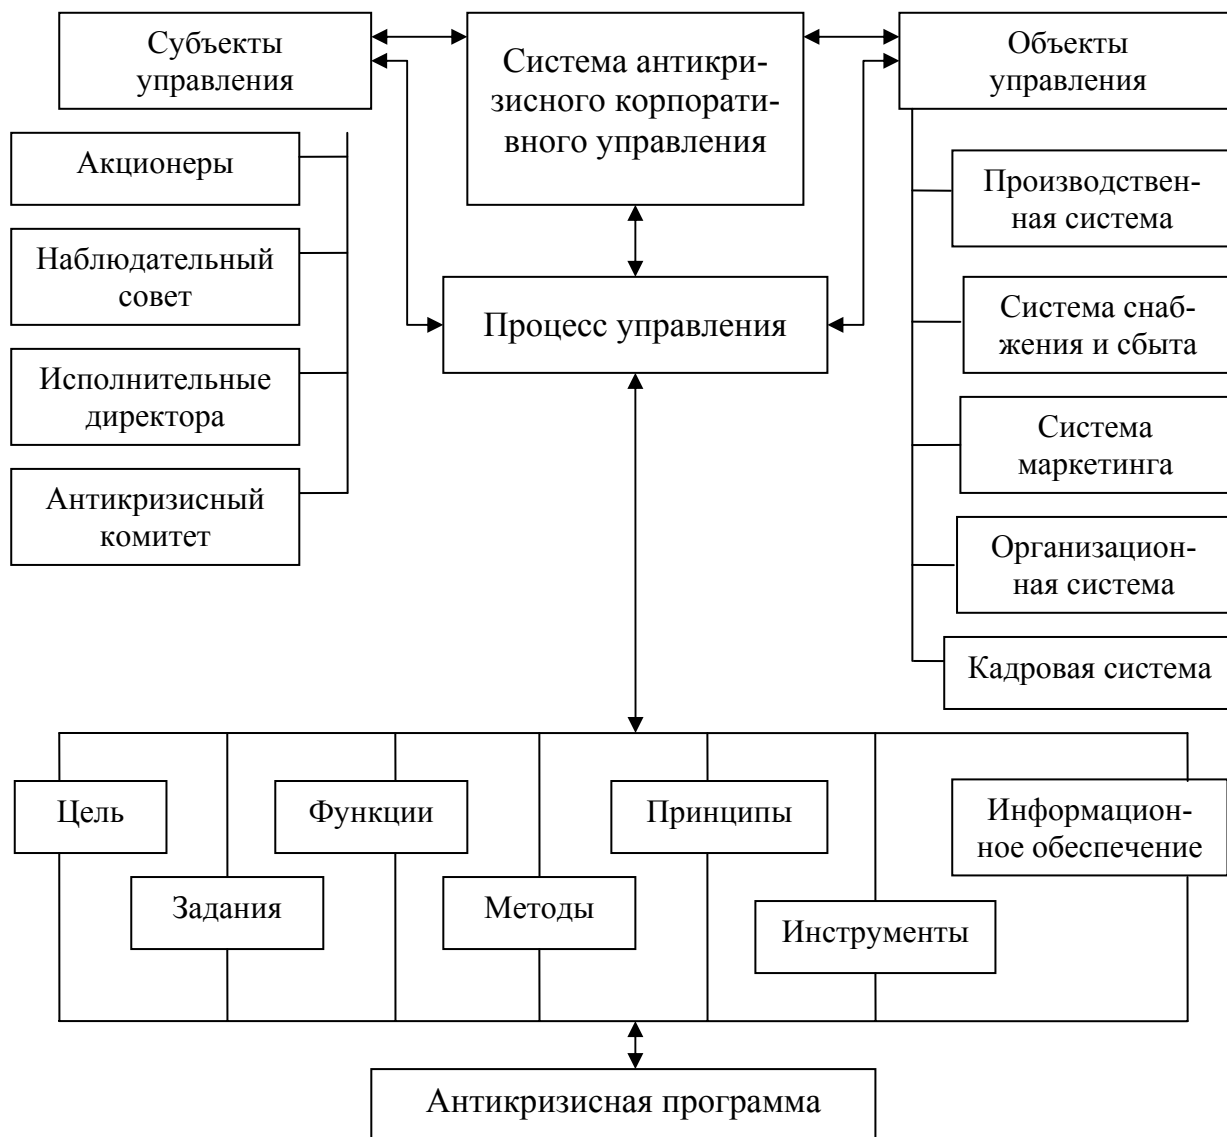 Субъекты
управления
Система антикри-
зисного корпорати-
вного управления
Объекты
управления
Акционеры
Наблюдательный
совет
Исполнительные
директора
Антикризисный
комитет
Процесс управления
Производствен-
ная система
Система снаб-
жения и сбыта
Система
маркетинга
Организацион-
ная система
Кадровая система
Цель
Задания
Функции
Методы
Принципы
Инструменты
Информацион-
ное обеспечение
Антикризисная программа